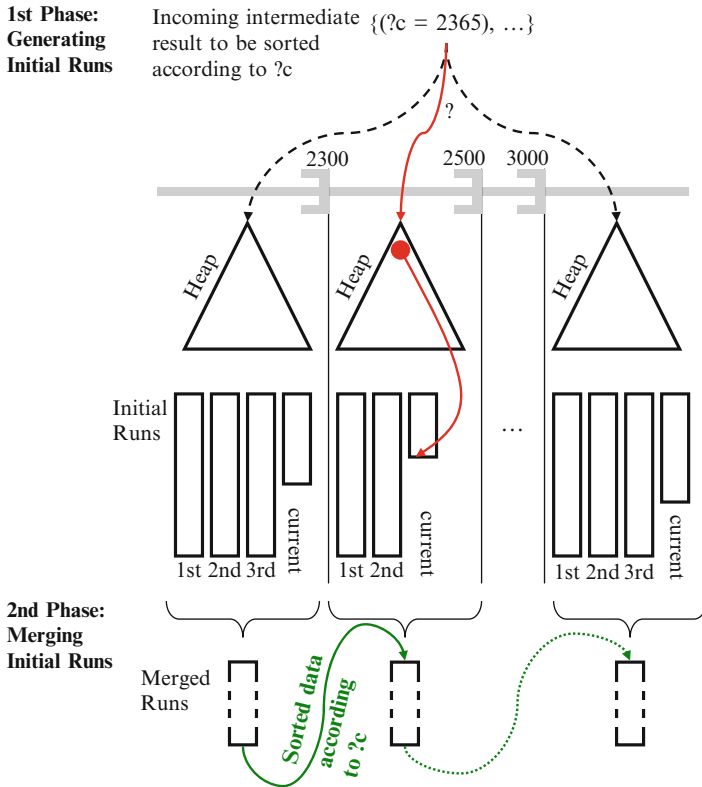 1st Phase:
Generating
Initial Runs
Incoming intermediate
result to be sorted
according to ?c
{(?c = 2365), …}
?
2300
2500
3000
Heap
Heap
Heap
Initial
Runs
…
1st 2nd 3rd current
1st 2nd current
1st 2nd 3rd current
2nd Phase:
Merging
Initial Runs
Merged
Runs
Sorted data
according
to ?c